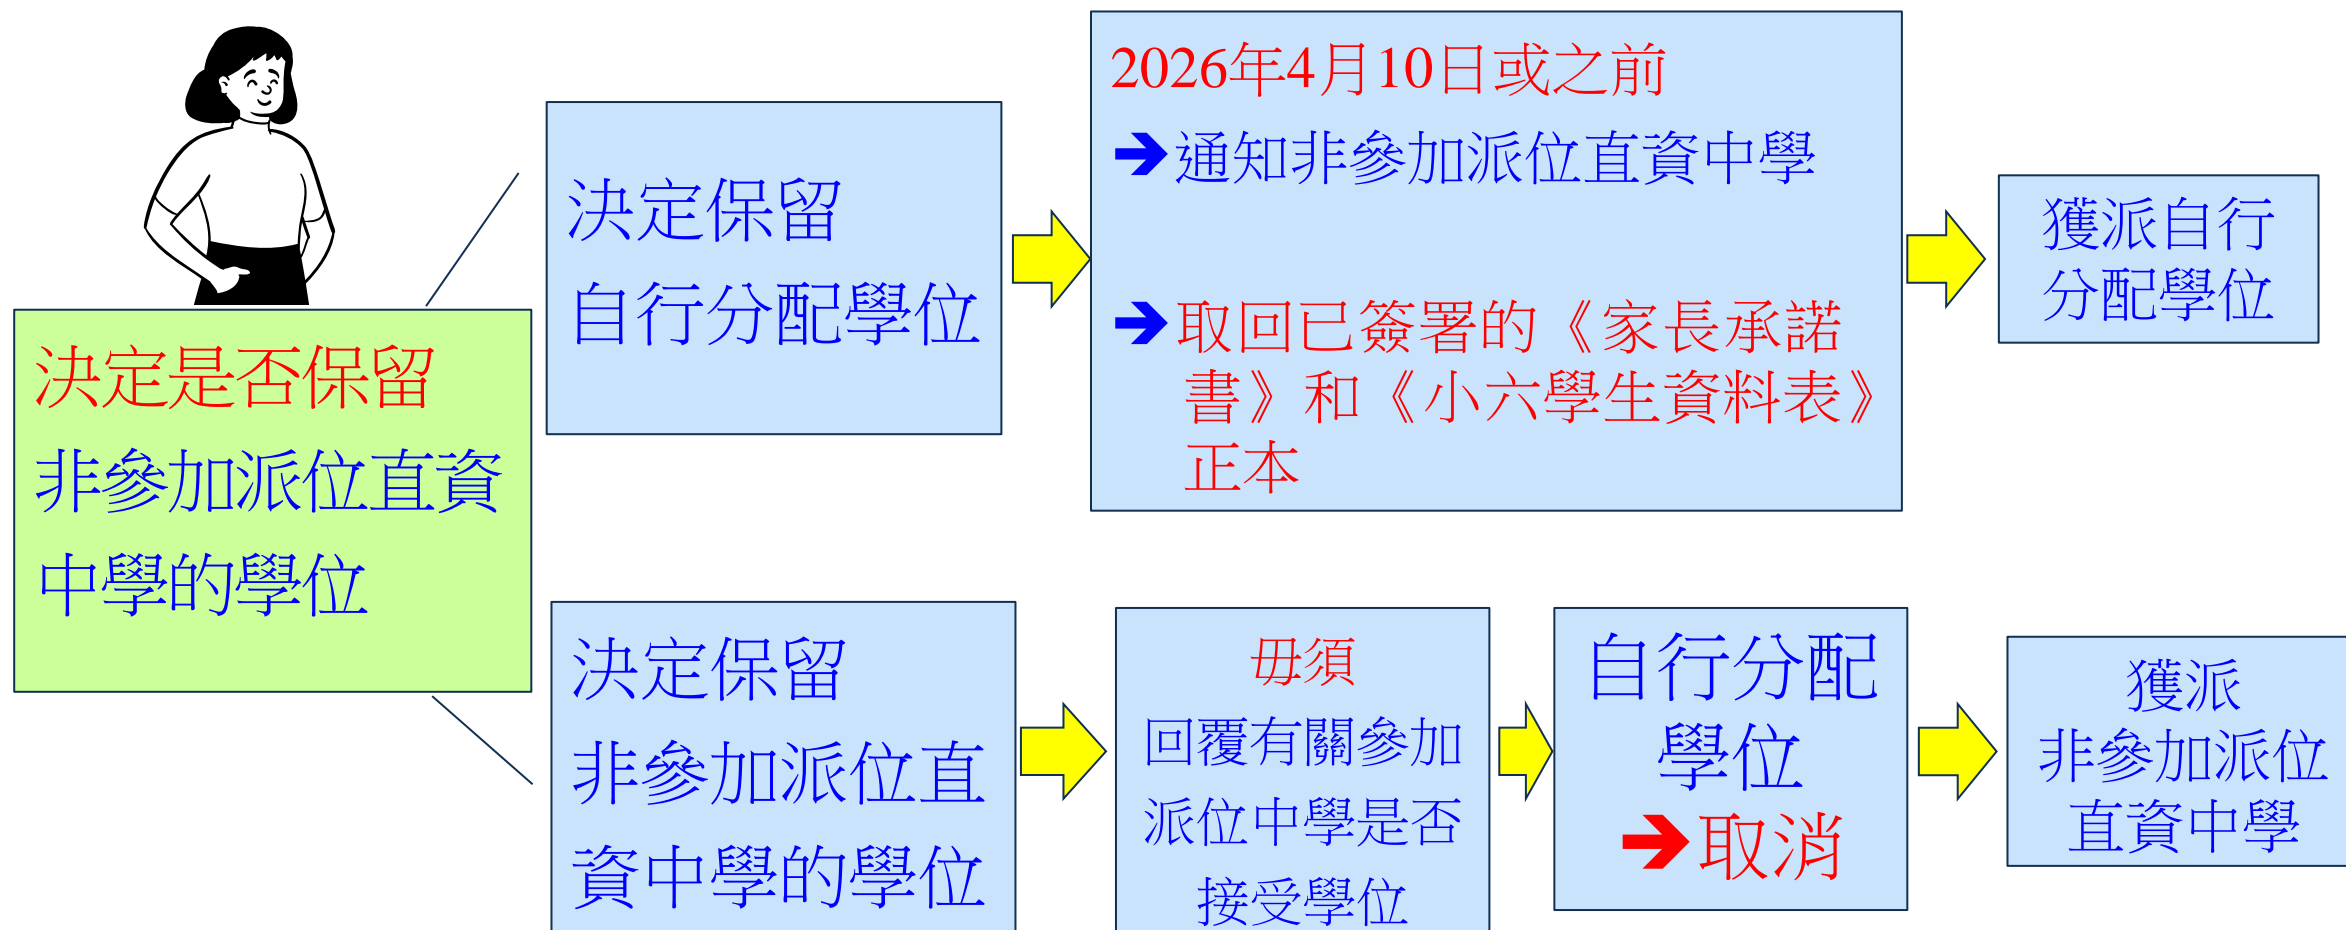 決定是否保留
非參加派位直資
中學的學位
決定保留
自行分配學位
2026年4月10日或之前
通知非參加派位直資中學
取回已簽署的《家長承諾
書》和《小六學生資料表》
正本
獲派自行
分配學位
決定保留
非參加派位直
資中學的學位
毋須
回覆有關參加
派位中學是否
接受學位
自行分配
學位
取消
獲派
非參加派位
直資中學